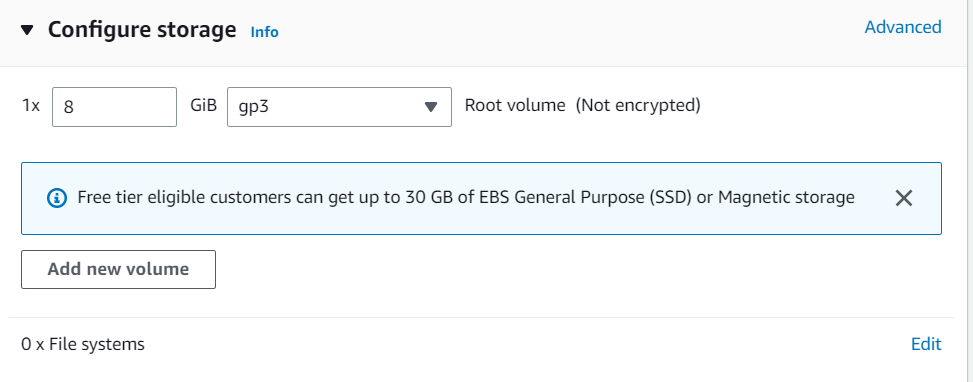 Configure storage Info Advanced
1x 8 GiB gp3 Root volume (Not encrypted)
Free tier eligible customers can get up to 30 GB of EBS General Purpose (SSD) or Magnetic storage
Add new volume
0 x File systems Edit